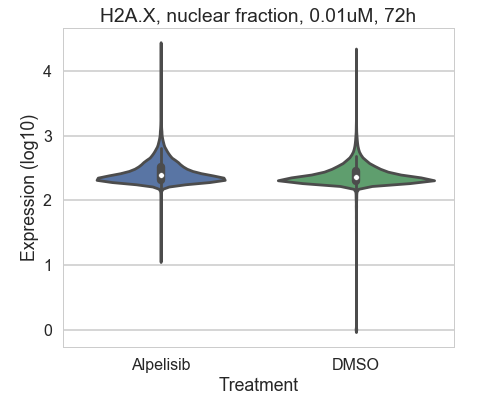 H2A.X, nuclear fraction, 0.01uM, 72h
Expression (log10)
4
3
2
1
0
Alpelisib DMSO
Treatment